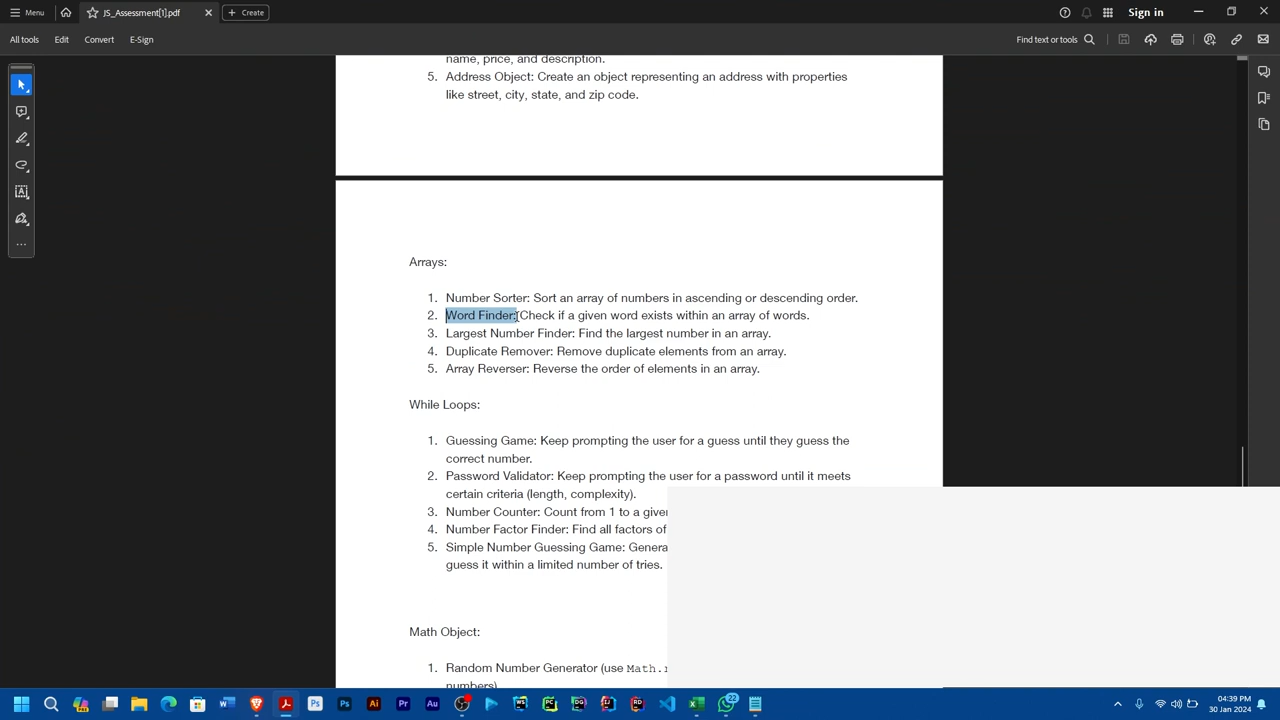 Menu
JS_Assessment[1].pdf
Create
Sign in
All tools
Edit
Convert
E-Sign
Find text or tools
name, price, and description.
5. Address Object: Create an object representing an address with properties
like street, city, state, and zip code.
Arrays:
1. Number Sorter: Sort an array of numbers in ascending or descending order.
2. Word Finder: Check if a given word exists within an array of words.
3. Largest Number Finder: Find the largest number in an array.
4. Duplicate Remover: Remove duplicate elements from an array.
5. Array Reverser: Reverse the order of elements in an array.
While Loops:
1. Guessing Game: Keep prompting the user for a guess until they guess the
correct number.
2. Password Validator: Keep prompting the user for a password until it meets
certain criteria (length, complexity).
3. Number Counter: Count from 1 to a
4. Number Factor Finder: Find all factors of
5. Simple Number Guessing Game:
guess it within a limited number of tries.
Math Object:
1. Random Number Generator (use
numbers)
22
04:39 PM
30 Jan 2024